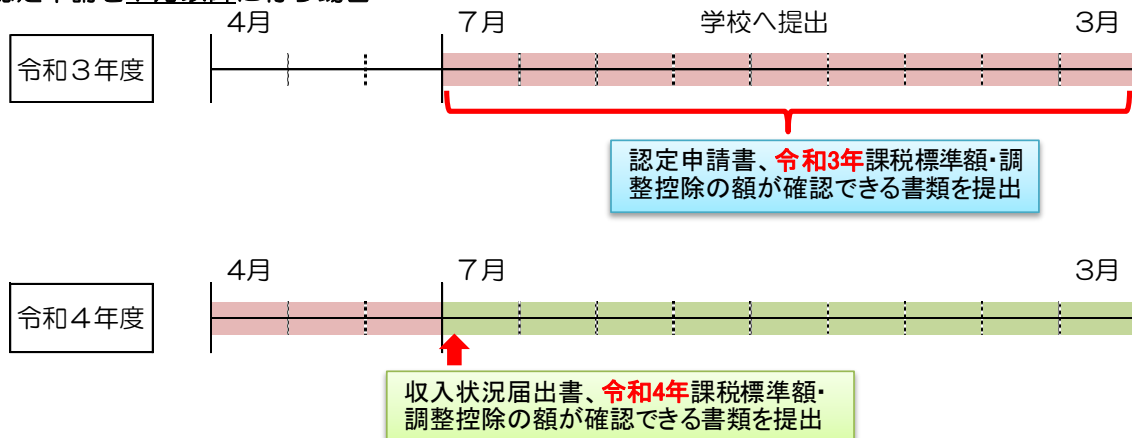 4月 7月 学校へ提出 3月
令和3年度
認定申請書、令和3年課税標準額・調
整控除の額が確認できる書類を提出
4月 7月 3月
令和4年度
収入状況届出書、令和4年課税標準額・
調整控除の額が確認できる書類を提出